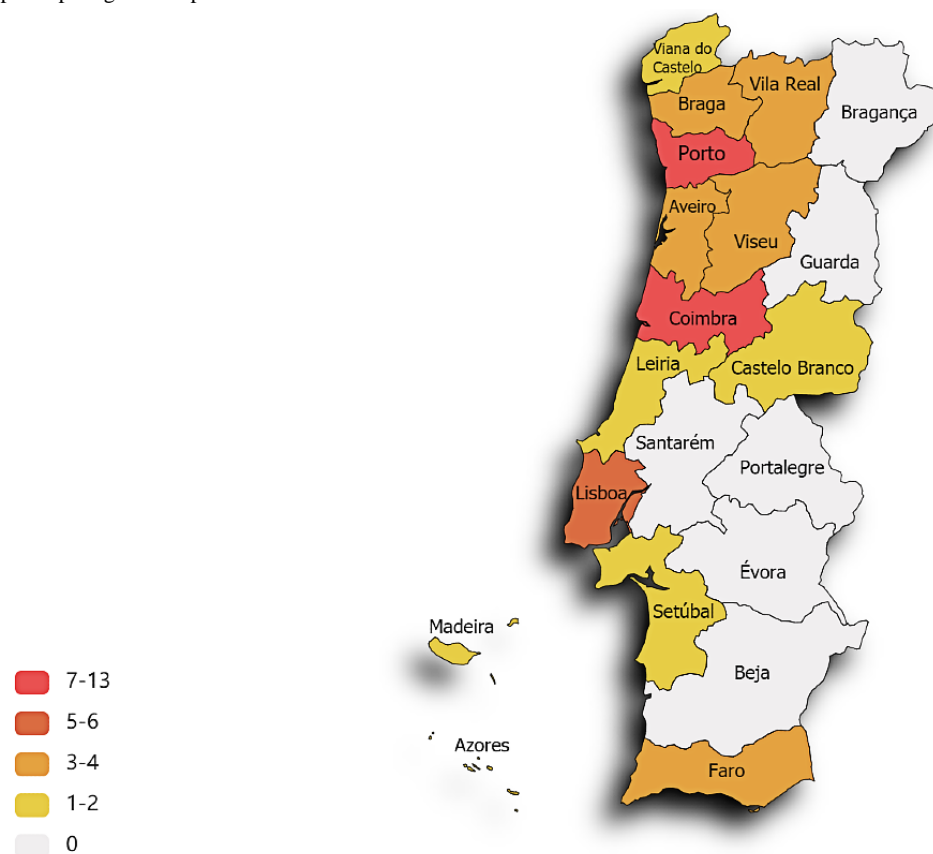 Viana do
Castelo
Braga
Vila Real
Bragança
Porto
Aveiro
Viseu
Guarda
Coimbra
Leiria
Castelo Branco
Santarém
Portalegre
Lisboa
Évora
Setúbal
Madeira
Beja
Azores
Faro
7-13
5-6
3-4
1-2
0